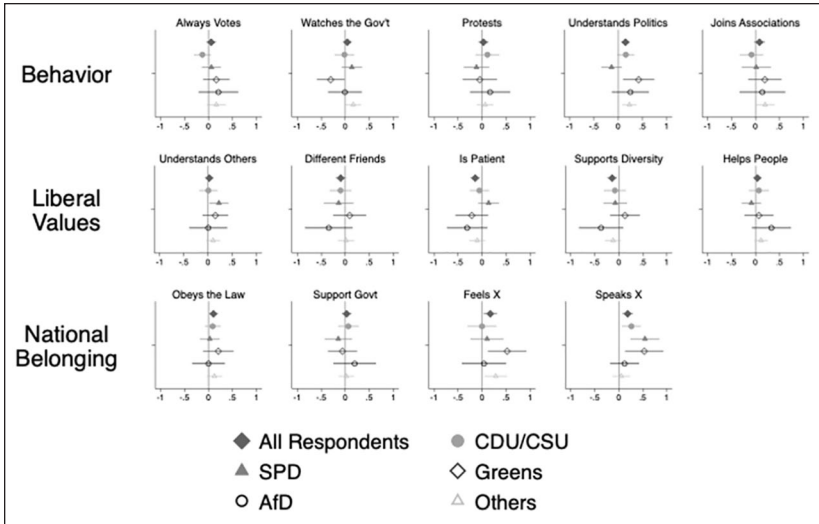 Always Votes Watches the Gov't Protests Understands Politics Joins Associations
Behavior
-1 -.5 0 .5 1 -1 -.5 0 .5 1 -1 -.5 0 .5 1 -1 -.5 0 .5 1 -1 -.5 0 .5 1
Understands Others Different Friends Is Patient Supports Diversity Helps People
Liberal
Values
-1 -.5 0 .5 1 -1 -.5 0 .5 1 -1 -.5 0 .5 1 -1 -.5 0 .5 1 -1 -.5 0 .5 1
Obeys the Law Support Govt Feels X Speaks X
National
Belonging
-1 -.5 0 .5 1 -1 -.5 0 .5 1 -1 -.5 0 .5 1 -1 -.5 0 .5 1
All Respondents CDU/CSU
SPD Greens
AfD Others